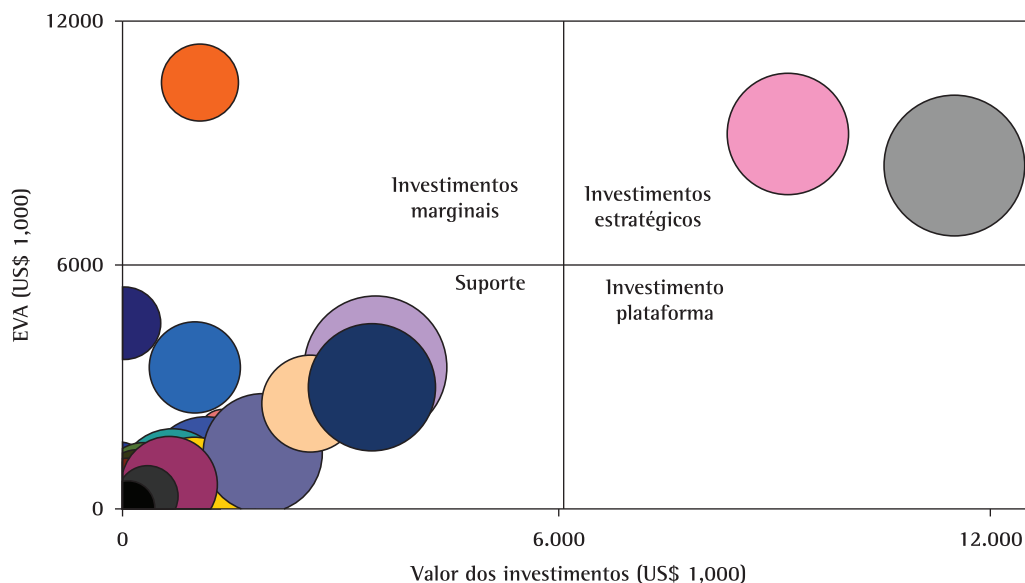 12000
Investimentos
marginais
Investimentos
estratégicos
EVA (US$ 1,000)
6000
Suporte
Investimento
plataforma
0
0
6.000
12.000
Valor dos investimentos (US$ 1,000)